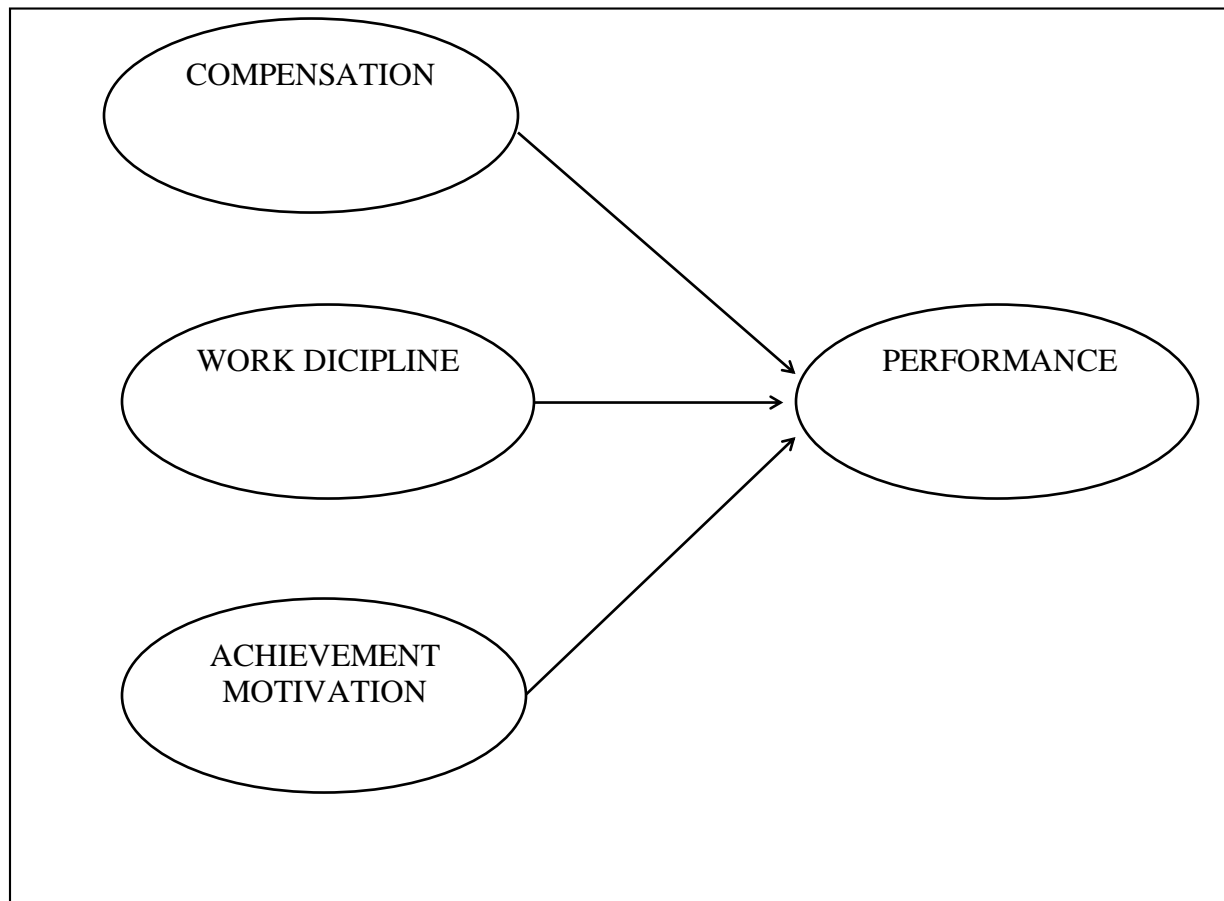 COMPENSATION
WORK DICIPLINE
PERFORMANCE
ACHIEVEMENT
MOTIVATION